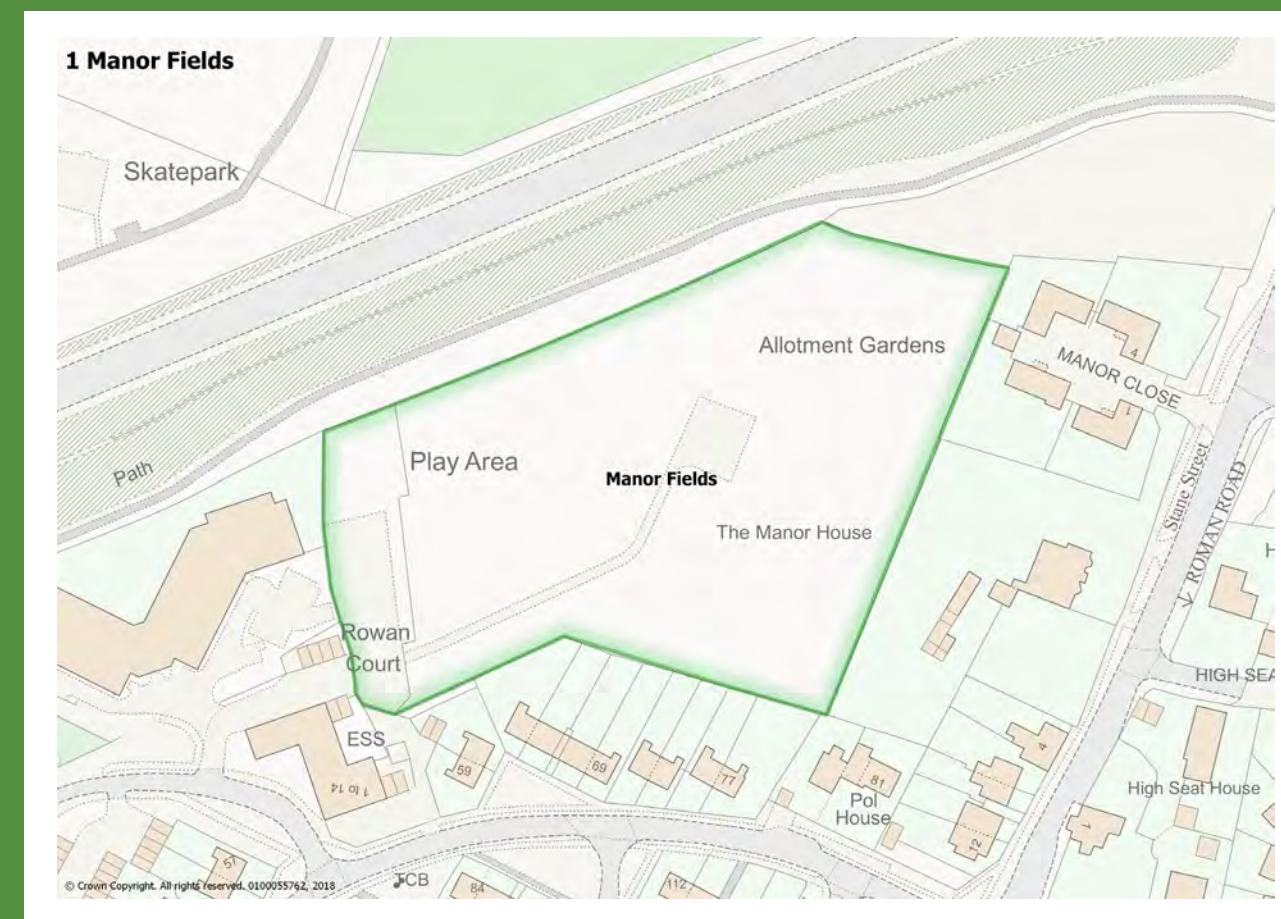 1 Manor Fields
Skatepark
Allotment Gardens
4
MANOR CLOSE
1
Path
Play Area
Manor Fields
Stane Street
ROMAN ROAD
The Manor House
H
Rowan
Court
HIGH SEA
ESS
59
69
77
81
4
1 to 14
Pol
House
High Seat House
1
12
57
© Crown Copyright. All rights reserved. 0100055762, 2018
TCB
84
112